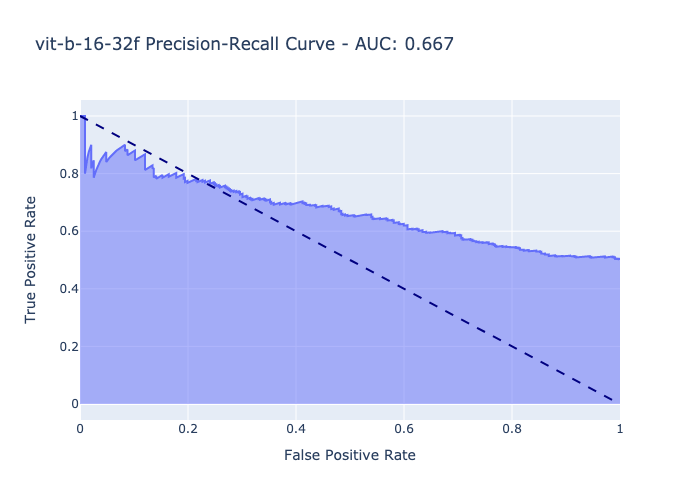 vit-b-16-32f Precision-Recall Curve - AUC: 0.667
True Positive Rate
1
0.8
0.6
0.4
0.2
0
0 0.2 0.4 0.6 0.8 1
False Positive Rate